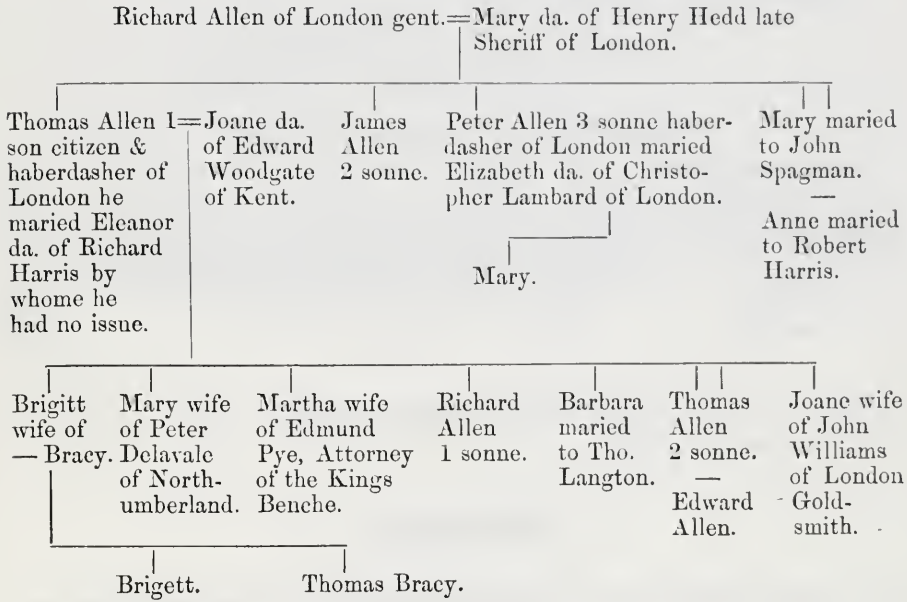 Richard Allen of London gent.=Mary da. of Henry Hedd late
Sheriff of London.
Thomas Allen 1=
son citizen &
haberdasher of
London he
maried Eleanor
da. of Richard
Harris by
whome he
had no issue.
Joane da.
of Edward
Woodgate
of Kent.
James
Allen
2 sonne.
Peter Allen 3 sonne haber-
dasher of London maried
Elizabeth da. of Christo-
pher Lambard of London.
Mary.
Mary maried
to John
Spagman.
—
Anne maried
to Robert
Harris.
Brigitt
wife of
— Bracy.
Mary wife
of Peter
Delavale
of North-
umberland.
Martha wife
of Edmund
Pye, Attorney
of the Kings
Benche.
Richard
Allen
1 sonne.
Barbara
maried
to Tho.
Langton.
Thomas
Allen
2 sonne.
—
Edward
Allen.
Joane wife
of John
Williams
of London
Gold-
smith.
Brigett.
Thomas Bracy.